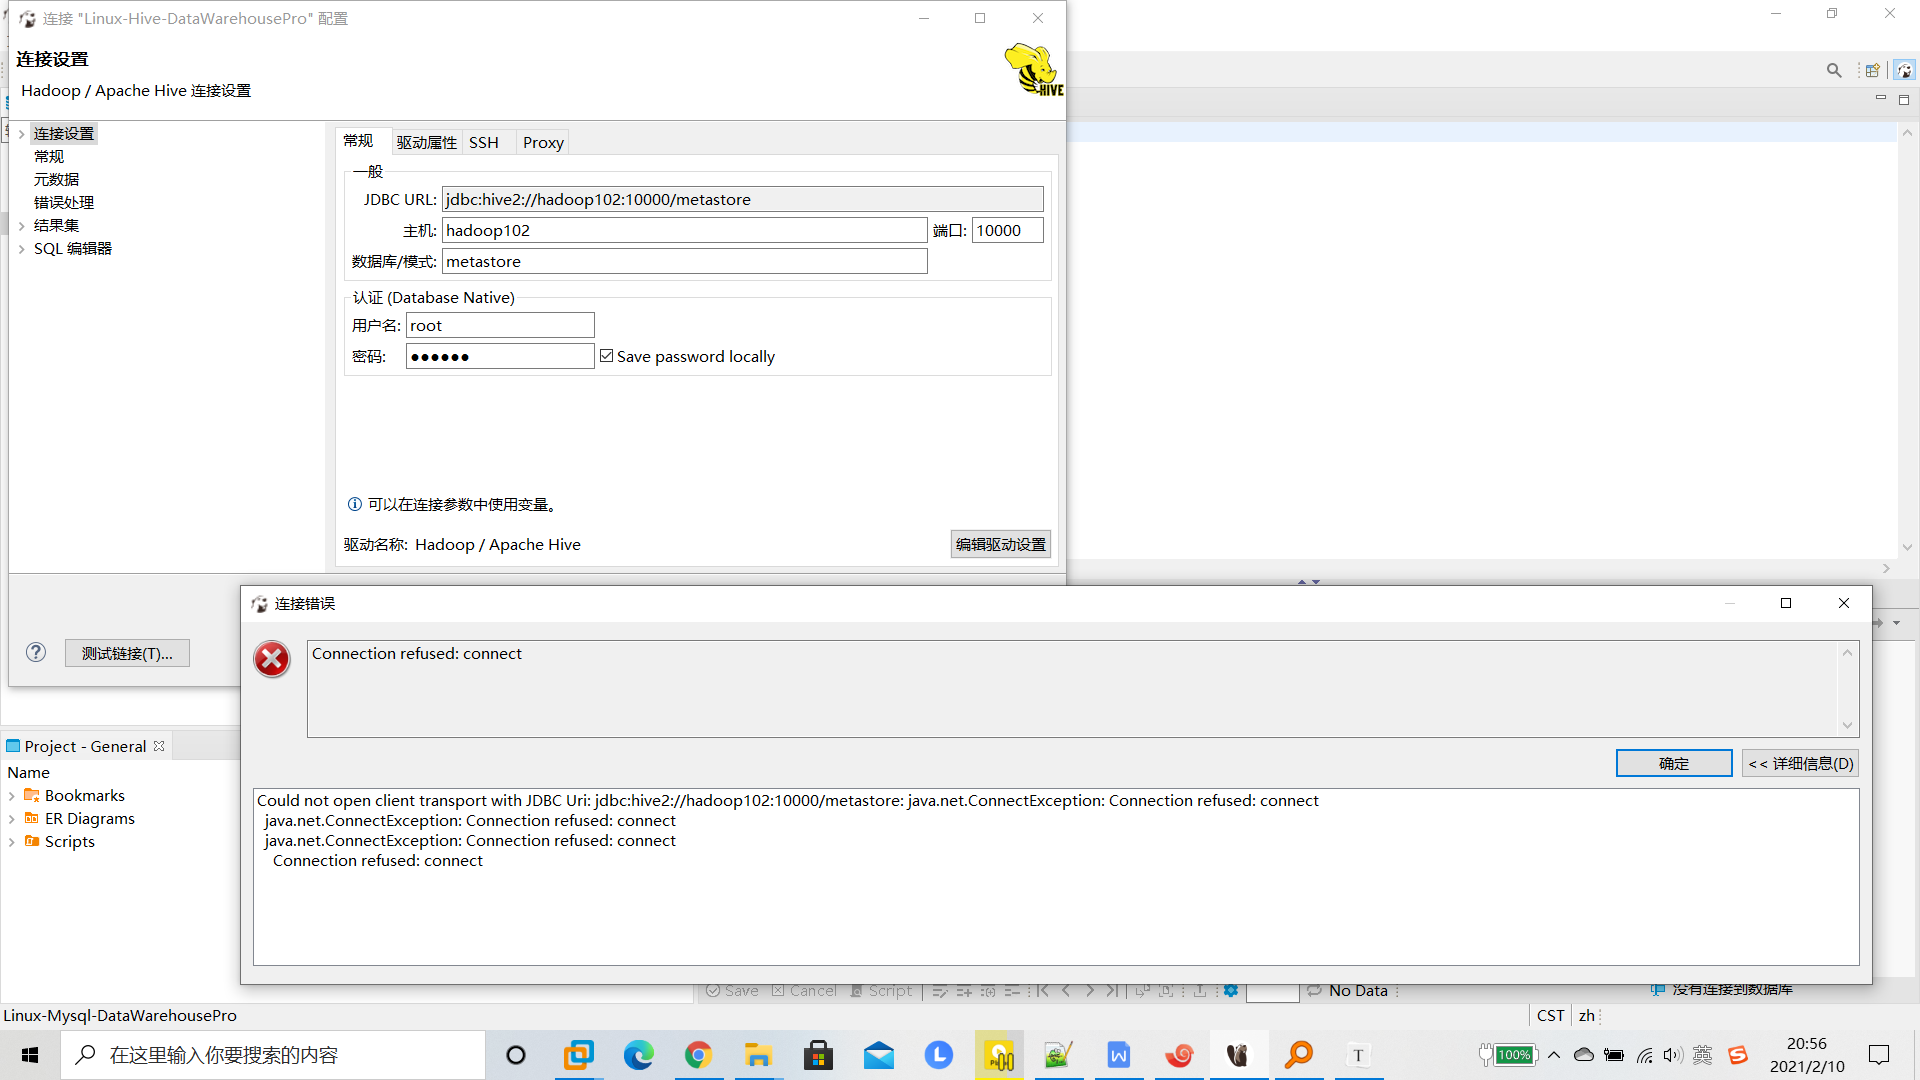 连接 "Linux-Hive-DataWarehousePro" 配置
连接设置
Hadoop / Apache Hive 连接设置
HIVE
连接设置
常规
元数据
错误处理
结果集
SQL 编辑器
常规
驱动属性
SSH
Proxy
一般
JDBC URL:
jdbc:hive2://hadoop102:10000/metastore
主机:
hadoop102
端口:
10000
数据库/模式:
metastore
认证 (Database Native)
用户名:
root
密码:
●●●●●●
Save password locally
可以在连接参数中使用变量。
驱动名称: Hadoop / Apache Hive
编辑驱动设置
测试链接(T)...
连接错误
Connection refused: connect
确定
<< 详细信息(D)
Could not open client transport with JDBC Uri: jdbc:hive2://hadoop102:10000/metastore: java.net.ConnectException: Connection refused: connect
java.net.ConnectException: Connection refused: connect
java.net.ConnectException: Connection refused: connect
Connection refused: connect
Project - General
Name
Bookmarks
ER Diagrams
Scripts
Save
Cancel
Script
No Data
没有连接到数据库
Linux-Mysql-DataWarehousePro
CST
zh
在这里输入你要搜索的内容
100%
英
20:56
2021/2/10